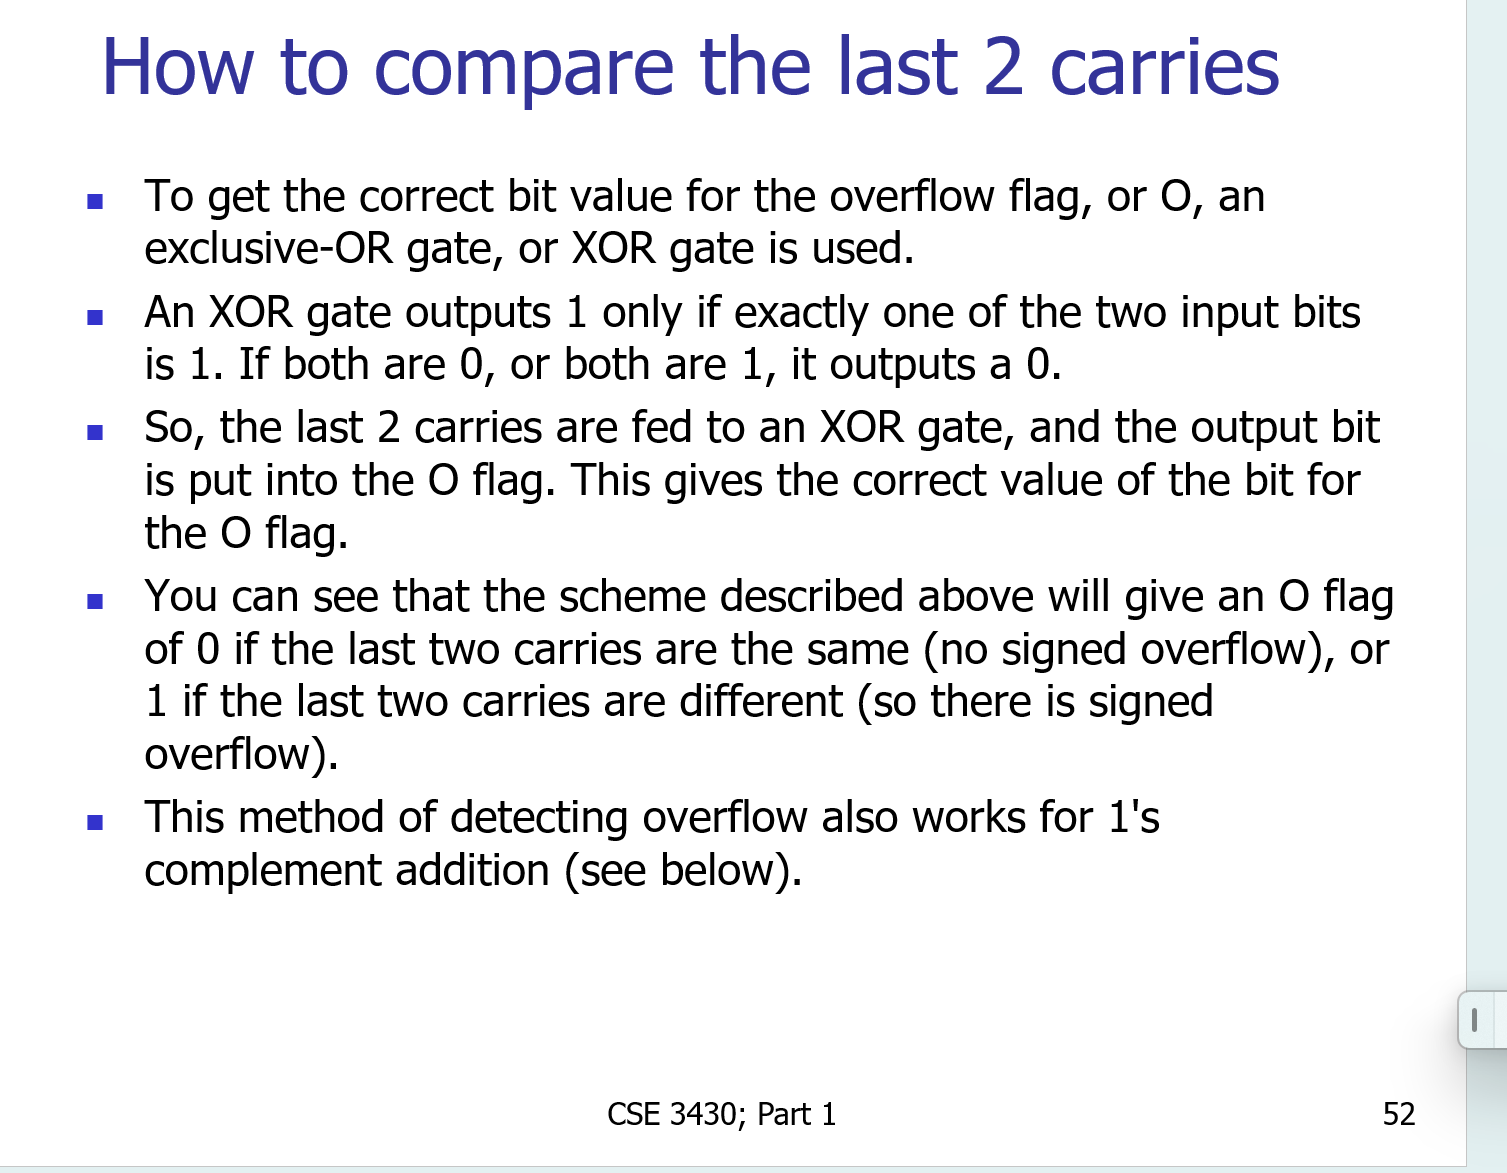 How to compare the last 2 carries
To get the correct bit value for the overflow flag, or O, an
exclusive-OR gate, or XOR gate is used.
An XOR gate outputs 1 only if exactly one of the two input bits
is 1. If both are 0, or both are 1, it outputs a 0.
So, the last 2 carries are fed to an XOR gate, and the output bit
is put into the O flag. This gives the correct value of the bit for
the O flag.
You can see that the scheme described above will give an O flag
of 0 if the last two carries are the same (no signed overflow), or
1 if the last two carries are different (so there is signed
overflow).
This method of detecting overflow also works for 1's
complement addition (see below).
CSE 3430; Part 1
52